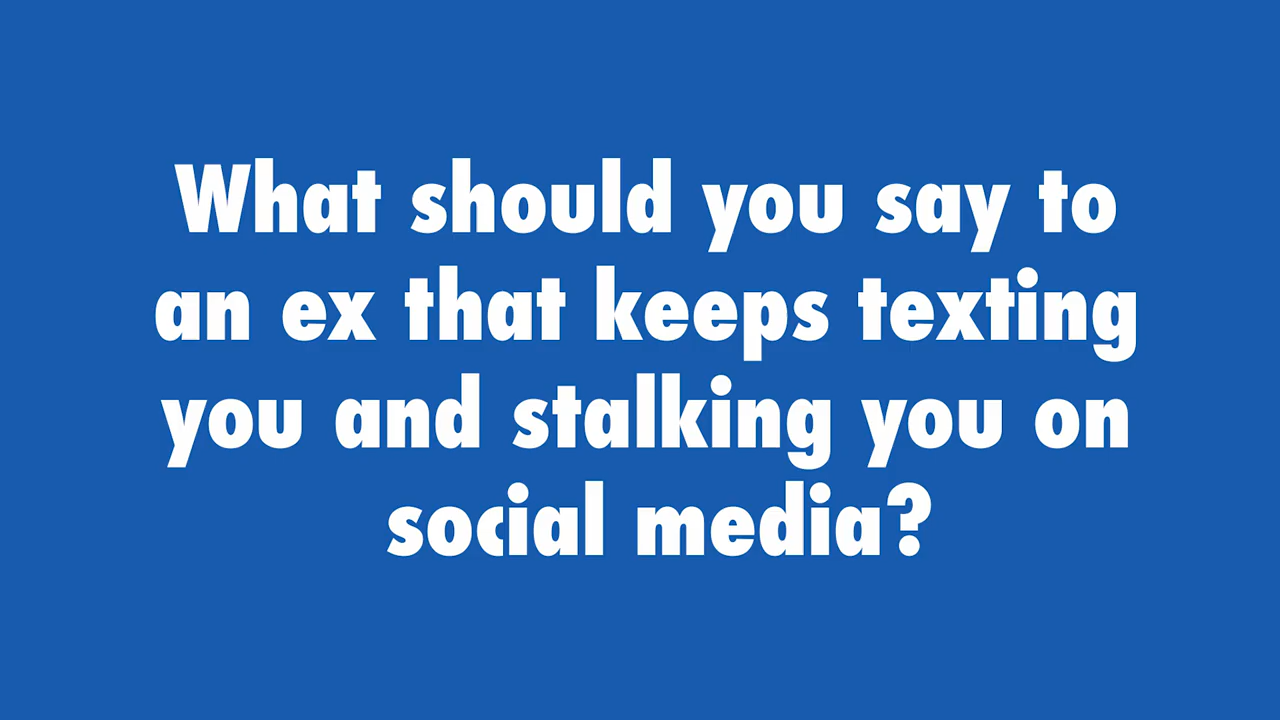 What should you say to
an ex that keeps texting
you and stalking you on
social media?